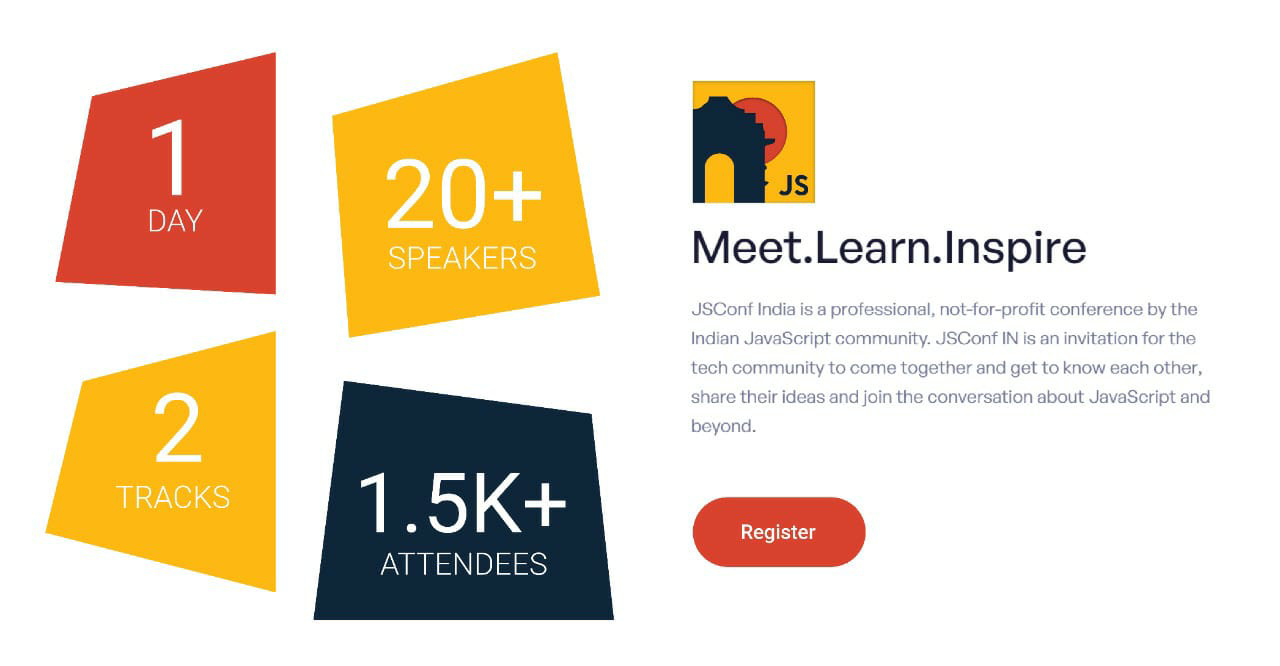 1
DAY
20+
SPEAKERS
2
TRACKS
1.5K+
ATTENDEES
JS
Meet.Learn.Inspire
JSConf India is a professional, not-for-profit conference by the
Indian JavaScript community. JSConf IN is an invitation for the
tech community to come together and get to know each other,
share their ideas and join the conversation about JavaScript and
beyond.
Register